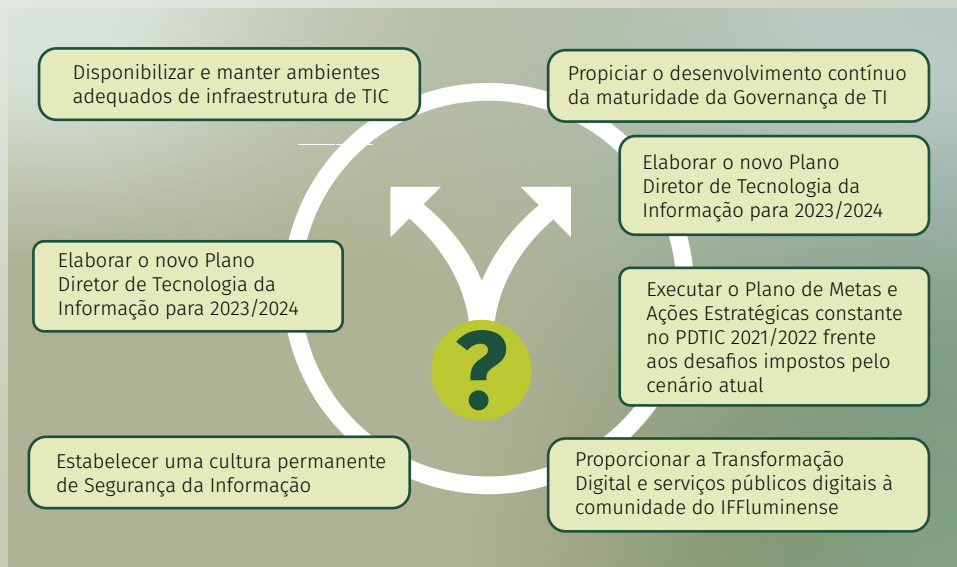 Disponibilizar e manter ambientes
adequados de infraestrutura de TIC
Propiciar o desenvolvimento contínuo
da maturidade da Governança de TI
Elaborar o novo Plano
Diretor de Tecnologia da
Informação para 2023/2024
Elaborar o novo Plano
Diretor de Tecnologia da
Informação para 2023/2024
Executar o Plano de Metas e
Ações Estratégicas constante
no PDTIC 2021/2022 frente
aos desafios impostos pelo
cenário atual
?
Estabelecer uma cultura permanente
de Segurança da Informação
Proporcionar a Transformação
Digital e serviços públicos digitais à
comunidade do IFFluminense